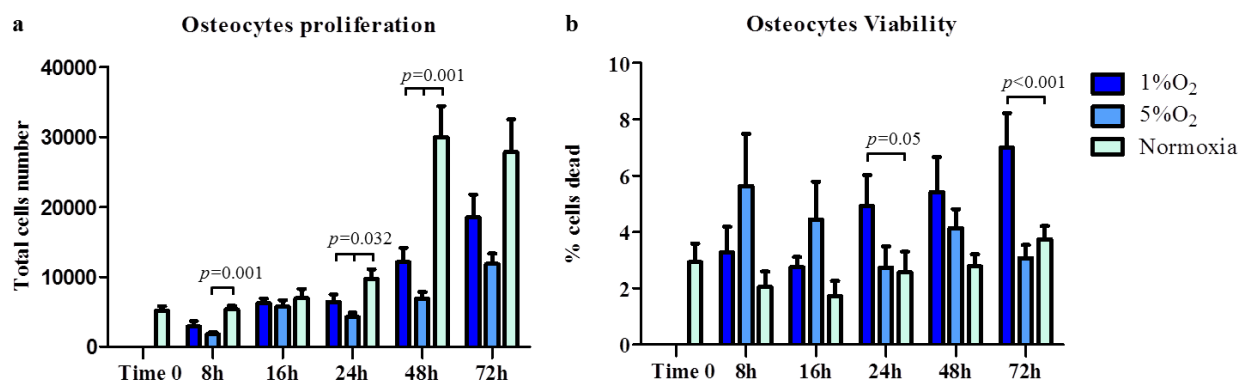 a
Osteocytes proliferation
Total cells number
40000
30000
20000
10000
0
p=0.001
p=0.032
p=0.001
Time 0 8h 16h 24h 48h 72h
b
Osteocytes Viability
% cells dead
10
8
6
4
2
0
p=0.05
p<0.001
Time 0 8h 16h 24h 48h 72h
1%O₂
5%O₂
Normoxia